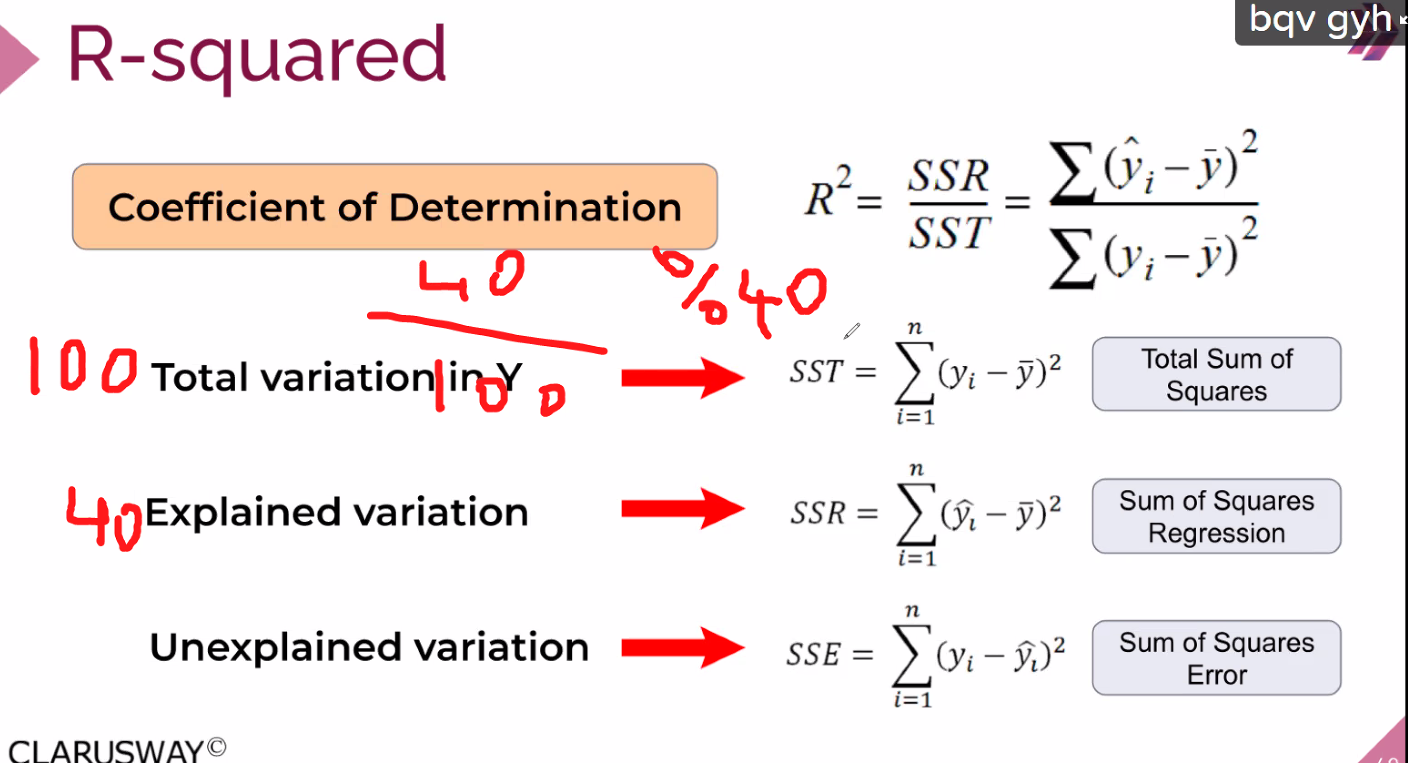 bqv gyh
R-squared
Coefficient of Determination
R² = SSR / SST = ∑(ŷᵢ − ȳ)² / ∑(yᵢ − ȳ)²
40
%40
100
100 Total variation in Y
SST = ∑ⁿᵢ₌₁ (yᵢ − ȳ)²
Total Sum of
Squares
40 Explained variation
SSR = ∑ⁿᵢ₌₁ (ŷᵢ − ȳ)²
Sum of Squares
Regression
Unexplained variation
SSE = ∑ⁿᵢ₌₁ (yᵢ − ŷᵢ)²
Sum of Squares
Error
CLARUSWAY©